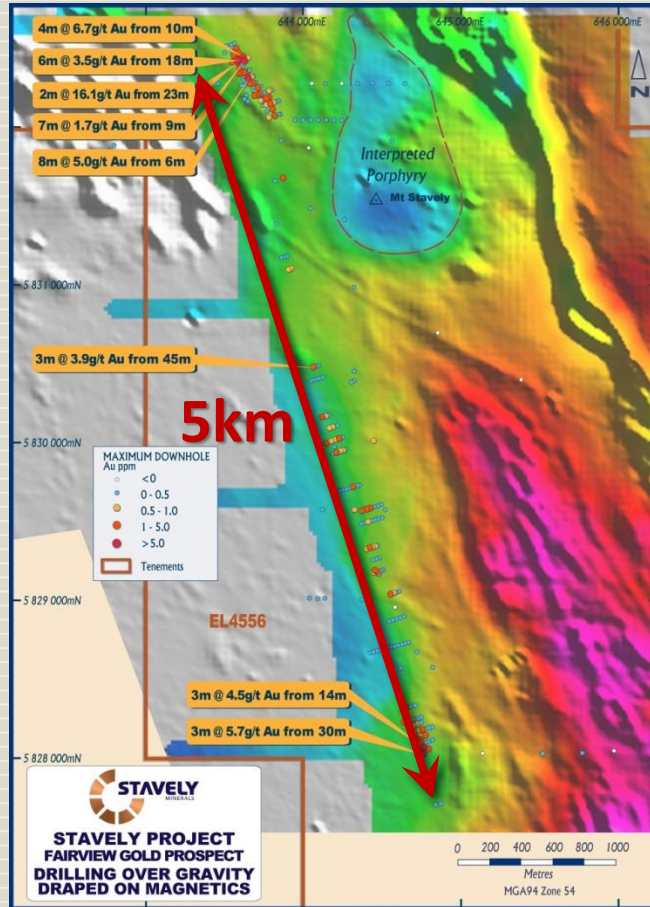 644 000mE
645 000mE
646 000mE
4m @ 6.7g/t Au from 10m
6m @ 3.5g/t Au from 18m
2m @ 16.1g/t Au from 23m
7m @ 1.7g/t Au from 9m
8m @ 5.0g/t Au from 6m
N
Interpreted
Porphyry
Mt Stavely
5 831 000mN
3m @ 3.9g/t Au from 45m
5km
5 830 000mN
MAXIMUM DOWNHOLE
Au ppm
<0
0 - 0.5
0.5 - 1.0
1 - 5.0
>5.0
Tenements
5 829 000mN
EL4556
3m @ 4.5g/t Au from 14m
3m @ 5.7g/t Au from 30m
5 828 000mN
STAVELY
MINERALS
STAVELY PROJECT
FAIRVIEW GOLD PROSPECT
DRILLING OVER GRAVITY
DRAPED ON MAGNETICS
0 200 400 600 800 1000
Metres
MGA94 Zone 54